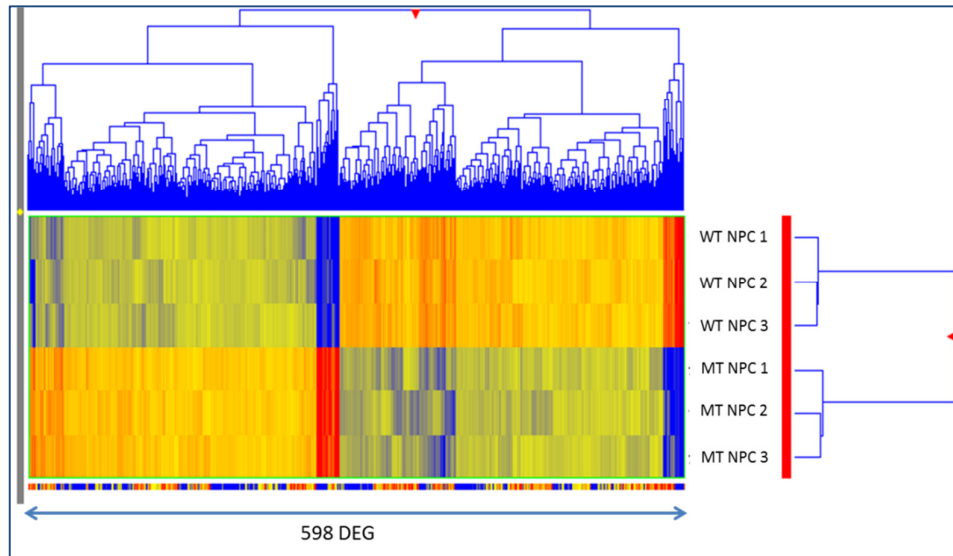 WT NPC 1
WT NPC 2
WT NPC 3
MT NPC 1
MT NPC 2
MT NPC 3
598 DEG